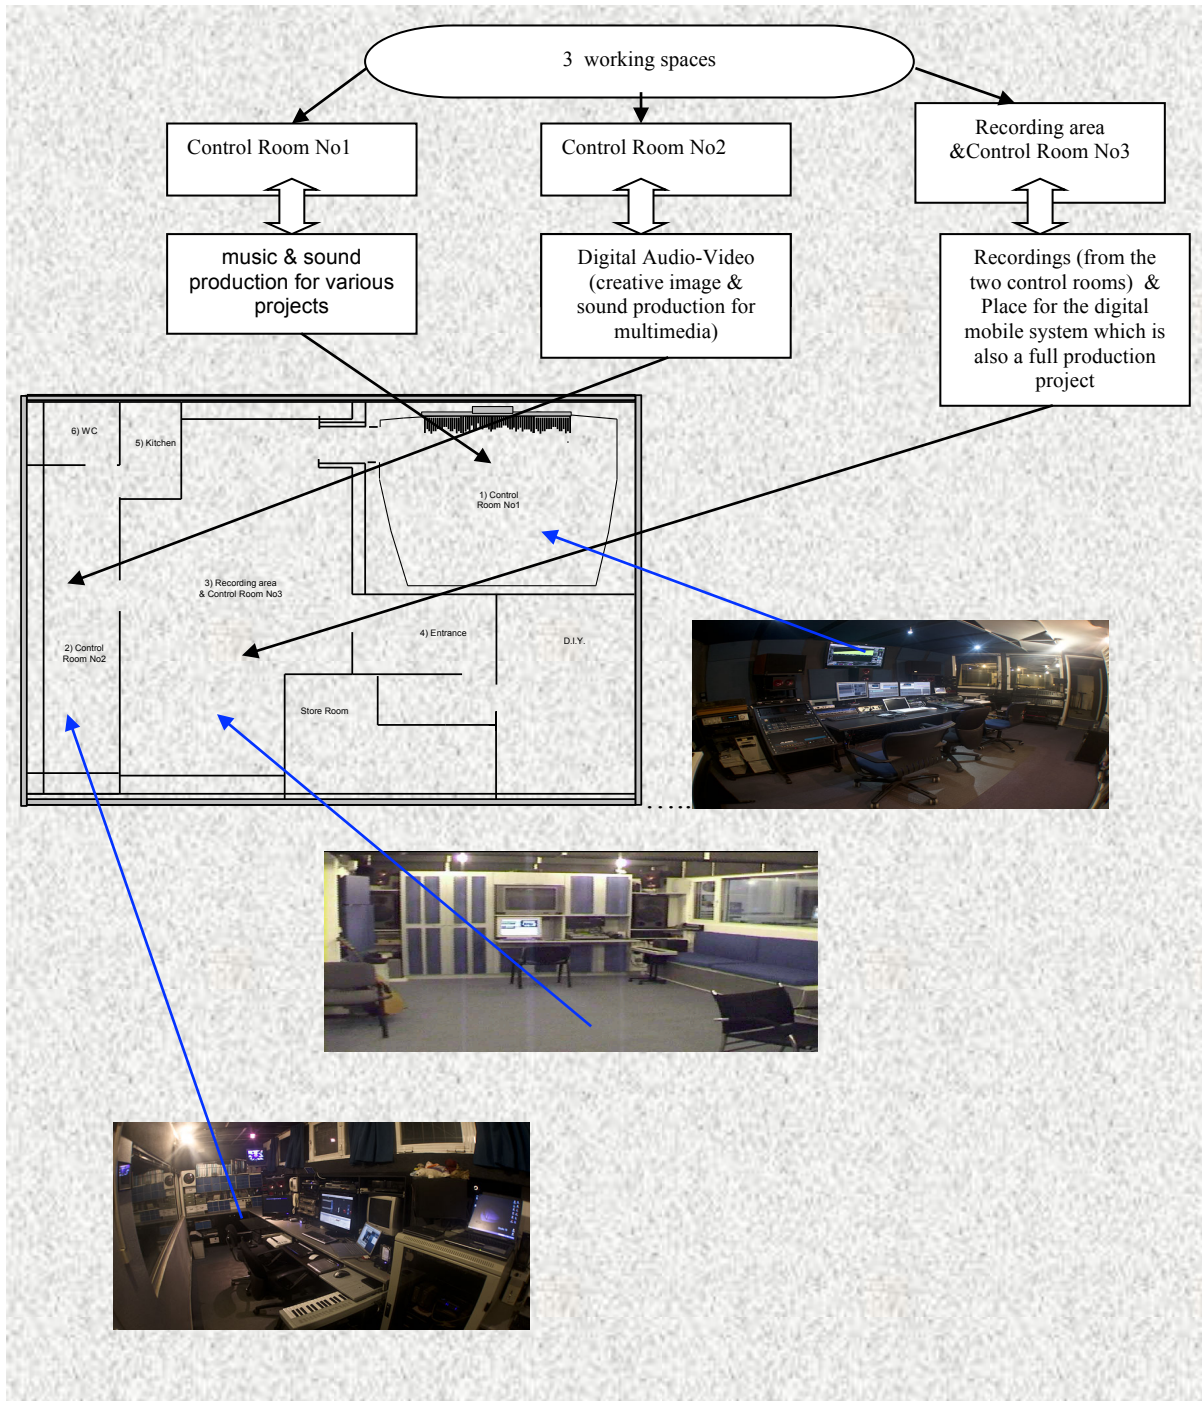 3 working spaces
Control Room No1
Control Room No2
Recording area
&Control Room No3
music & sound
production for various
projects
Digital Audio-Video
(creative image &
sound production for
multimedia)
Recordings (from the
two control rooms) &
Place for the digital
mobile system which is
also a full production
project
6) WC
5) Kitchen
1) Control
Room No1
3) Recording area
& Control Room No3
4) Entrance
D.I.Y.
2) Control
Room No2
Store Room